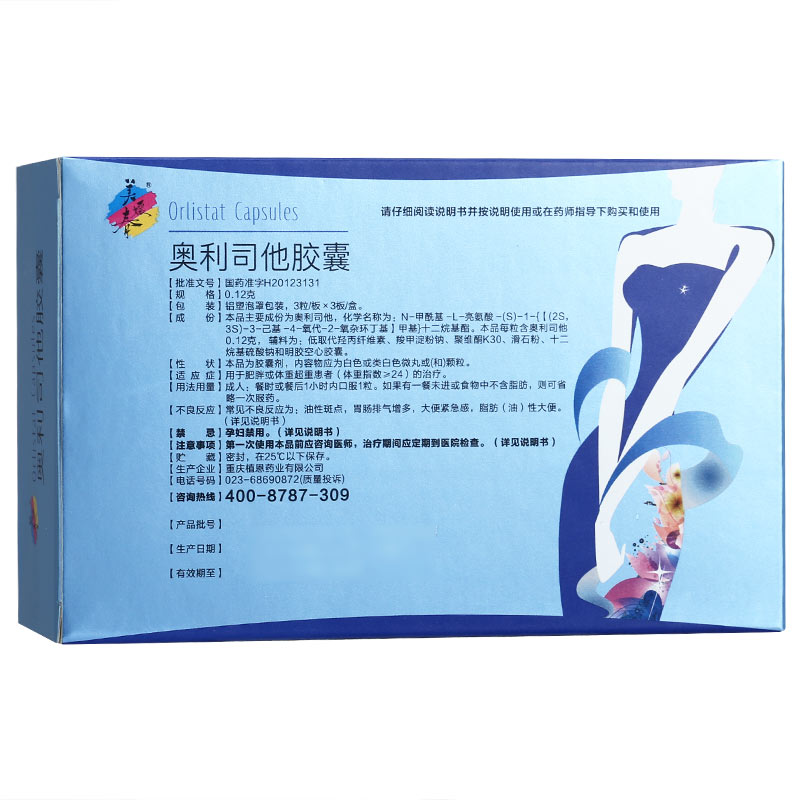 Orlistat Capsules
请仔细阅读说明书并按说明使用或在药师指导下购买和使用
奥利司他胶囊
【批准文号】国药准字H20123131
【规　　格】0.12克
【包　　装】铝塑泡罩包装，3粒/板×3板/盒。
【成　　份】本品主要成份为奥利司他，化学名称为：N-甲酰基-L-亮氨酸-(S)-1-{[(2S,
3S)-3-己基-4-氧代-2-氧杂环丁基】甲基}十二烷基酯。本品每粒含奥利司他
0.12克，辅料为：低取代羟丙纤维素、羧甲淀粉钠、聚维酮K30、滑石粉、十二
烷基硫酸钠和明胶空心胶囊。
【性　　状】本品为胶囊剂，内容物应为白色或类白色微丸或(和)颗粒。
【适 应 症】用于肥胖或体重超重患者（体重指数≥24）的治疗。
【用法用量】成人：餐时或餐后1小时内口服1粒。如果有一餐未进或食物中不含脂肪，则可省
略一次服药。
【不良反应】常见不良反应为：油性斑点，胃肠排气增多，大便紧急感，脂肪（油）性大便。
（详见说明书）
【禁　　忌】孕妇禁用。（详见说明书）
【注意事项】第一次使用本品前应咨询医师，治疗期间应定期到医院检查。（详见说明书）
【贮　　藏】密封，在25℃以下保存。
【生产企业】重庆植恩药业有限公司
【电话号码】023-68690872(质量投诉)
【咨询热线】400-8787-309
【产品批号】
【生产日期】
【有效期至】
奥利司他胶囊